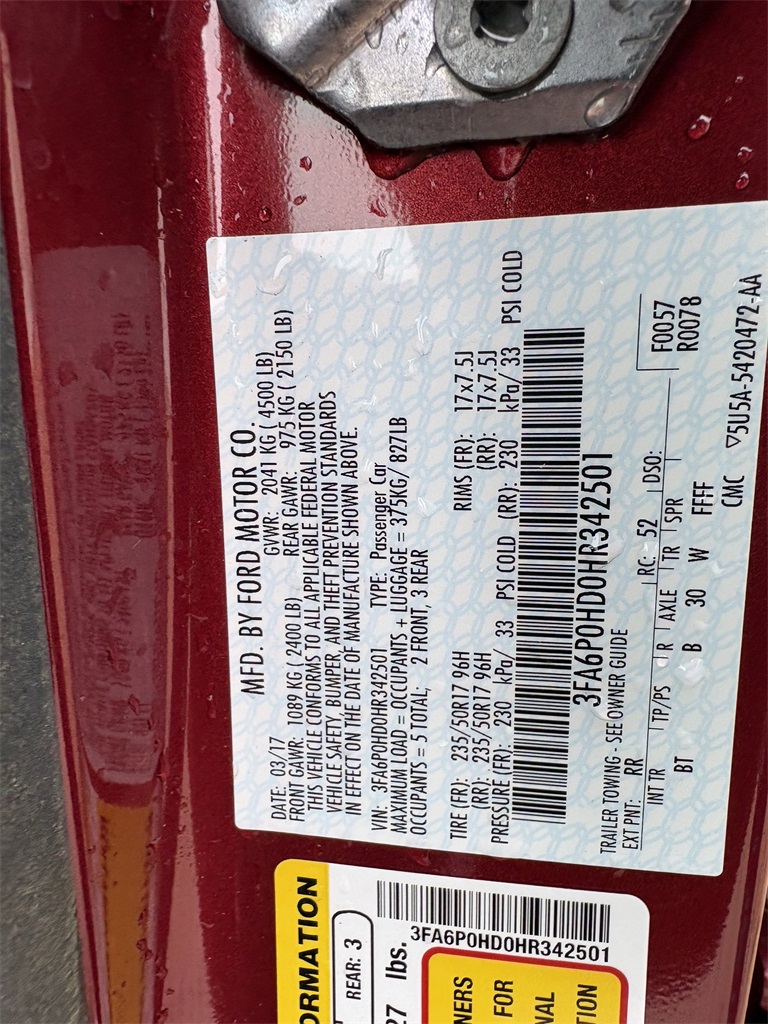 MFD. BY FORD MOTOR CO.
DATE: 03/17 GVWR: 2041 KG ( 4500 LB)
FRONT GAWR: 1089 KG ( 2400 LB) REAR GAWR: 975 KG ( 2150 LB)
THIS VEHICLE CONFORMS TO ALL APPLICABLE FEDERAL MOTOR
VEHICLE SAFETY, BUMPER, AND THEFT PREVENTION STANDARDS
IN EFFECT ON THE DATE OF MANUFACTURE SHOWN ABOVE.
VIN: 3FA6P0HD0HR342501 TYPE: Passenger Car
MAXIMUM LOAD = OCCUPANTS + LUGGAGE = 375KG/ 827LB
OCCUPANTS = 5 TOTAL; 2 FRONT, 3 REAR
TIRE (FR): 235/50R17 96H RIMS (FR): 17x7.5J
(RR): 235/50R17 96H (RR): 17x7.5J
PRESSURE (FR): 230 kPa/ 33 PSI COLD (RR): 230 kPa/ 33 PSI COLD
3FA6P0HD0HR342501
TRAILER TOWING - SEE OWNER GUIDE
F0057
EXT PNT: RR RC: 52 DSO: R0078
INT TR TP/PS R AXLE TR SPR
BT B 30 W FFFF
CMC ▽5U5A-5420472-AA
ORMATION
REAR: 3
27 lbs.
3FA6P0HD0HR342501
NERS
FOR
NAL
TION